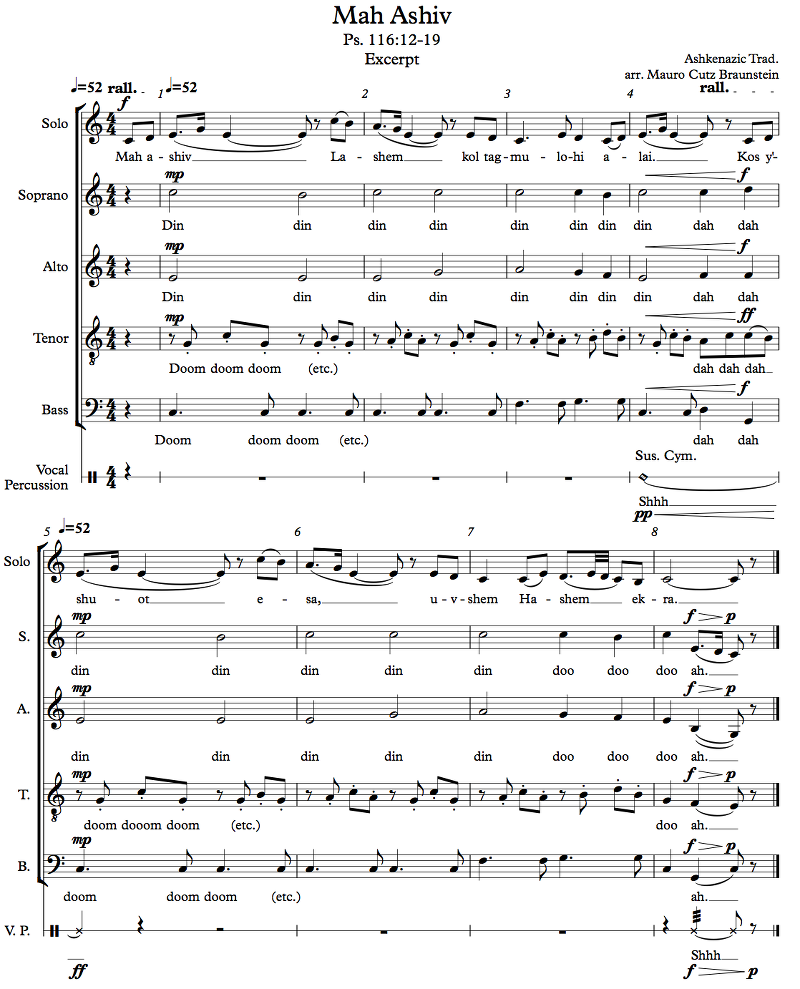 Mah Ashiv
Ps. 116:12-19
Excerpt
Ashkenazic Trad.
arr. Mauro Cutz Braunstein
♩=52 rall. ♩=52 rall.
f 1 2 3 4
Solo
Mah a - shiv La - shem kol tag - mu - lo - hi a - lai. Kos y'-
mp f
Soprano
Din din din din din din din din dah dah
mp f
Alto
Din din din din din din din din dah dah
mp ff
Tenor
Doom doom doom (etc.) dah dah dah
f
Bass
Doom doom doom (etc.) dah dah
Sus. Cym.
Vocal
Percussion
Shhh
pp
♩=52
5 6 7 8
Solo
shu - ot e - sa, u - v - shem Ha - shem ek - ra.
mp f p
S.
din din din din din doo doo doo ah.
mp f p
A.
din din din din din doo doo doo ah.
mp f p
T.
doom dooom doom (etc.) doo ah.
mp f p
B.
doom doom doom (etc.) ah.
V. P.
Shhh
ff f p